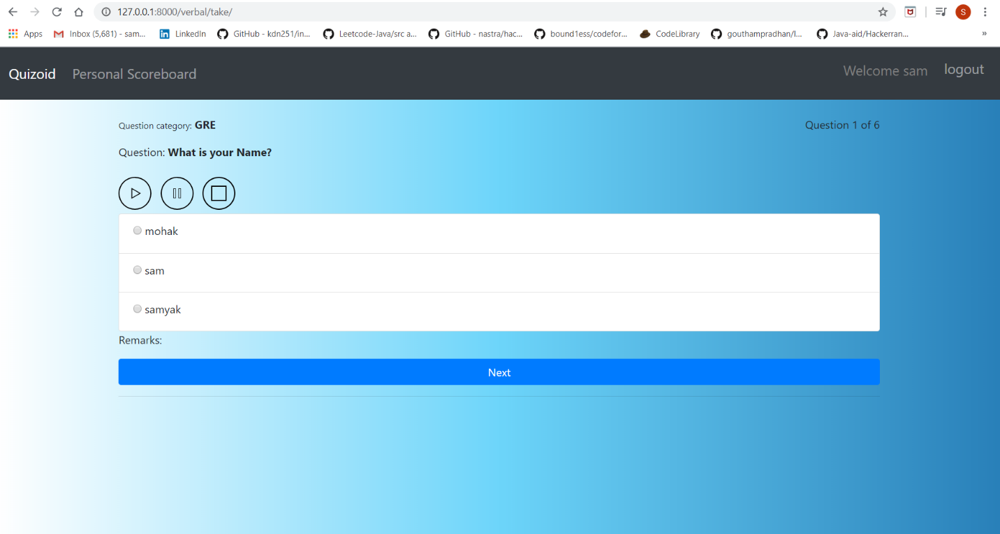 127.0.0.1:8000/verbal/take/
S
Apps Inbox (5,681) - sam... LinkedIn GitHub - kdn251/in... Leetcode-Java/src a... GitHub - nastra/hac... bound1ess/codefor... CodeLibrary gouthampradhan/l... Java-aid/Hackerran... »
Quizoid Personal Scoreboard Welcome sam logout
Question category: GRE Question 1 of 6
Question: What is your Name?
mohak
sam
samyak
Remarks:
Next